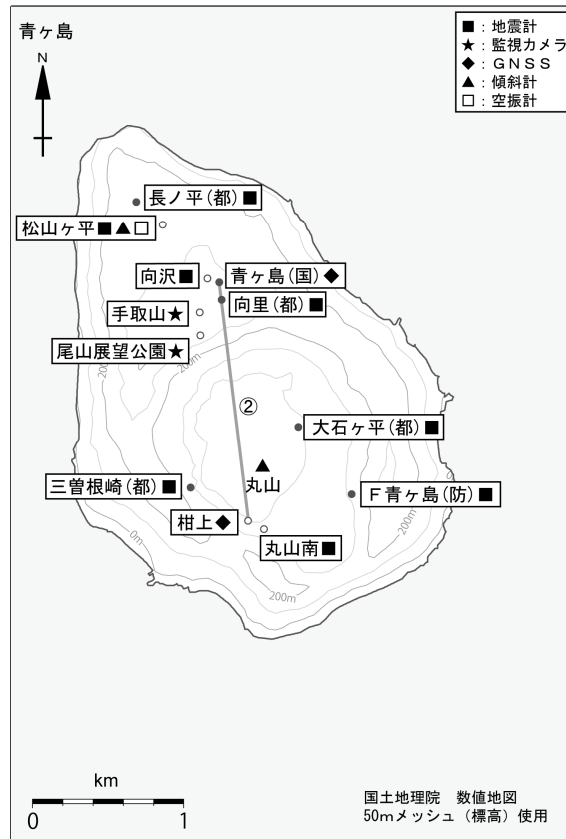 青ヶ島
N
■：地震計
★：監視カメラ
◆：ＧＮＳＳ
▲：傾斜計
□：空振計
長ノ平(都)■
松山ヶ平■▲□
向沢■
青ヶ島(国)◆
向里(都)■
手取山★
尾山展望公園★
200m
200m
②
大石ヶ平(都)■
丸山
三曽根崎(都)■
Ｆ青ヶ島(防)■
0m
0m
柑上◆
丸山南■
200m
200m
km
0
1
国土地理院　数値地図
50mメッシュ（標高）使用